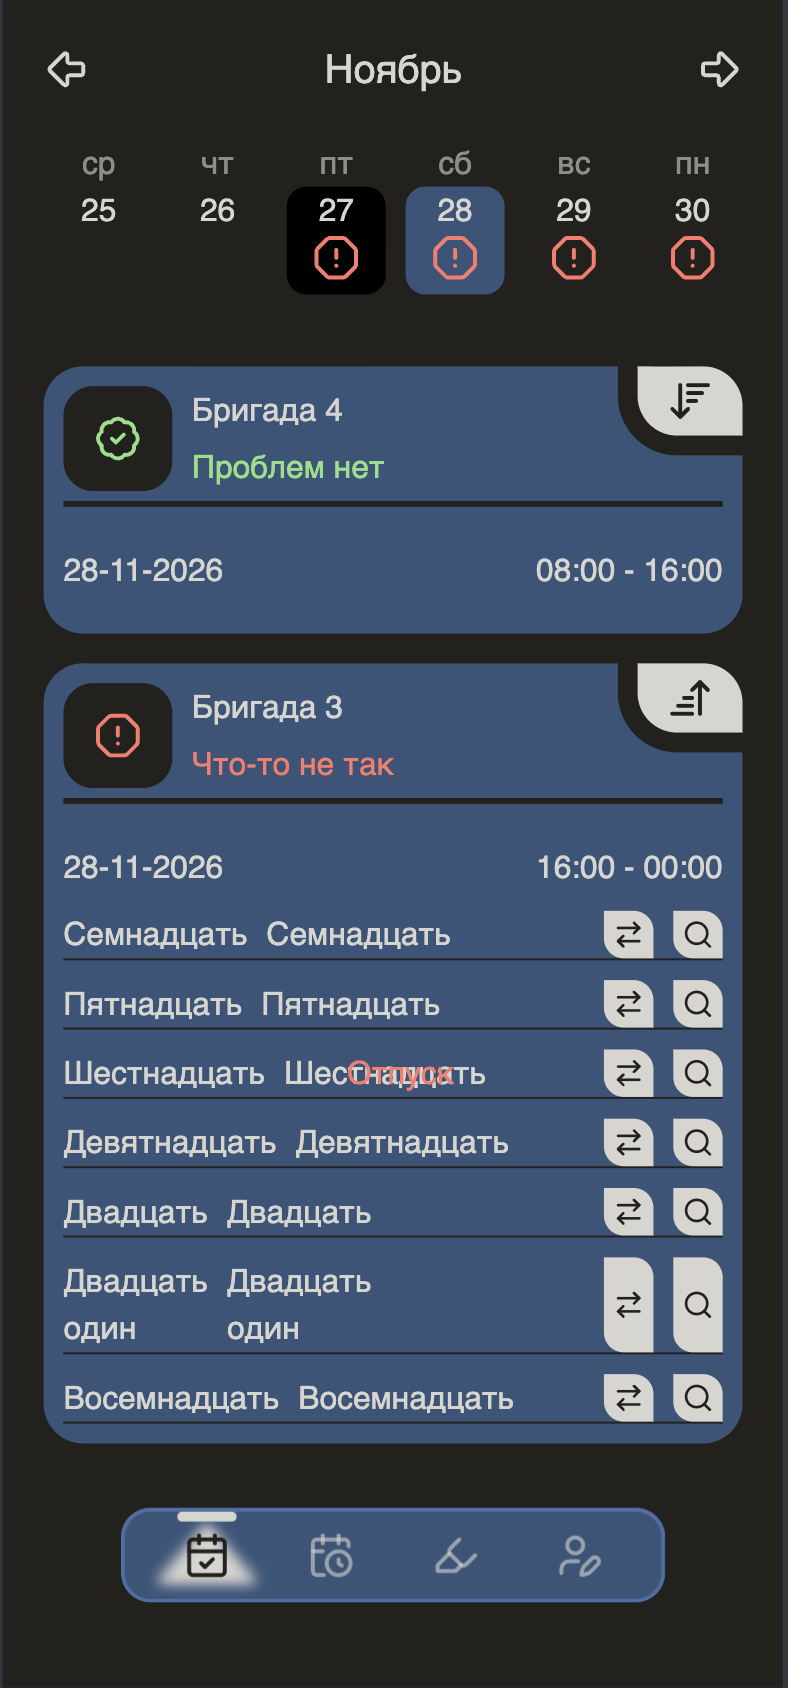 Ноябрь
ср чт пт сб вс пн
25 26 27 28 29 30
Бригада 4
Проблем нет
28-11-2026 08:00 - 16:00
Бригада 3
Что-то не так
28-11-2026 16:00 - 00:00
Семнадцать Семнадцать
Пятнадцать Пятнадцать
Шестнадцать Шестнадцать Отпуск
Девятнадцать Девятнадцать
Двадцать Двадцать
Двадцать Двадцать
один один
Восемнадцать Восемнадцать